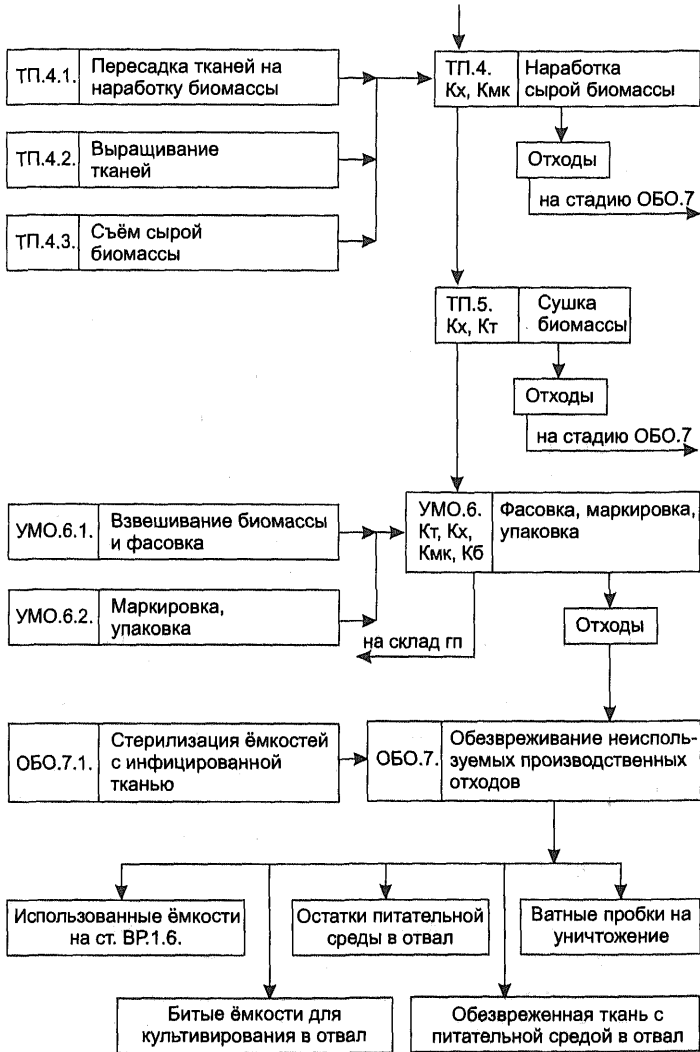 ТП.4.1.
Пересадка тканей на
наработку биомассы
ТП.4.
Кх, Кмк
Наработка
сырой биомассы
ТП.4.2.
Выращивание
тканей
Отходы
на стадию ОБО.7
ТП.4.3.
Съём сырой
биомассы
ТП.5.
Кх, Кт
Сушка
биомассы
Отходы
на стадию ОБО.7
УМО.6.1.
Взвешивание биомассы
и фасовка
УМО.6.
Кт, Кх,
Кмк, Кб
Фасовка, маркировка,
упаковка
УМО.6.2.
Маркировка,
упаковка
на склад гп
Отходы
ОБО.7.1.
Стерилизация ёмкостей
с инфицированной
тканью
ОБО.7.
Обезвреживание неисполь-
зуемых производственных
отходов
Использованные ёмкости
на ст. ВР.1.6.
Остатки питательной
среды в отвал
Ватные пробки на
уничтожение
Битые ёмкости для
культивирования в отвал
Обезвреженная ткань с
питательной средой в отвал